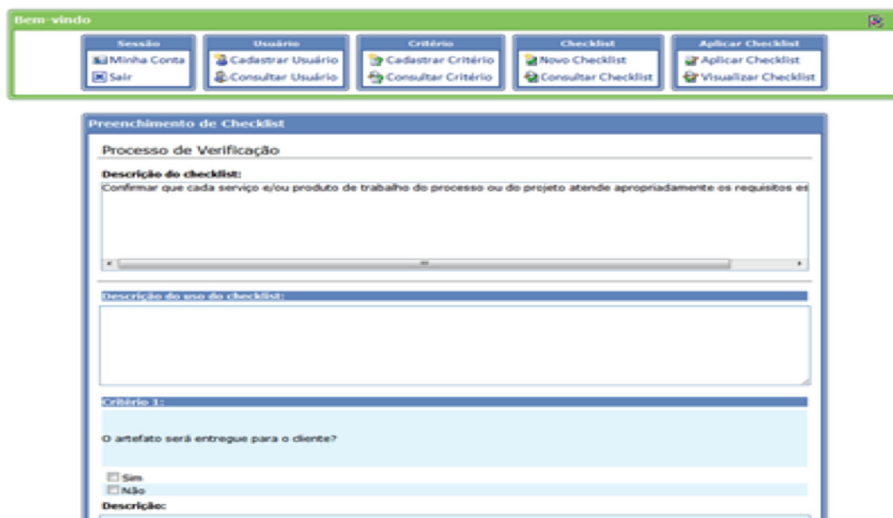 Bem-vindo
Sessão Usuário Critério Checklist Aplicar Checklist
Minha Conta Cadastrar Usuário Cadastrar Critério Novo Checklist Aplicar Checklist
Sair Consultar Usuário Consultar Critério Consultar Checklist Visualizar Checklist
Preenchimento de Checklist
Processo de Verificação
Descrição do checklist:
Confirmar que cada serviço e/ou produto de trabalho do processo ou do projeto atende apropriadamente os requisitos es
Descrição do uso do checklist:
Critério 1:
O artefato será entregue para o cliente?
Sim
Não
Descrição: